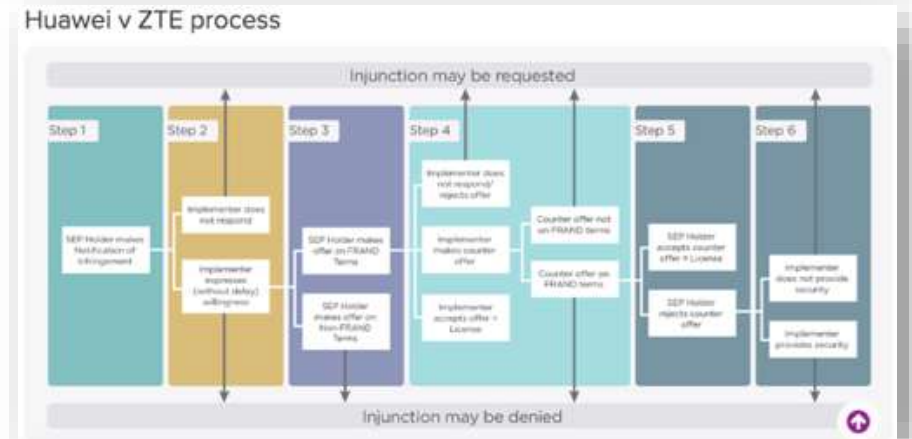 Huawei v ZTE process
Injunction may be requested
Step 1
Step 2
Step 3
Step 4
Step 5
Step 6
SEP Holder makes
Notification of
Infringement
Implementer does
not respond
Implementer
expresses
(without delay)
willingness
SEP Holder makes
offer on FRAND
Terms
SEP Holder
makes offer on
Non-FRAND
Terms
Implementer does
not respond/
rejects offer
Implementer
makes counter
offer
Implementer
accepts offer =
License
Counter offer not
on FRAND terms
Counter offer on
FRAND terms
SEP Holder
accepts counter
offer = License
SEP Holder
rejects counter
offer
Implementer
does not provide
security
Implementer
provides security
Injunction may be denied